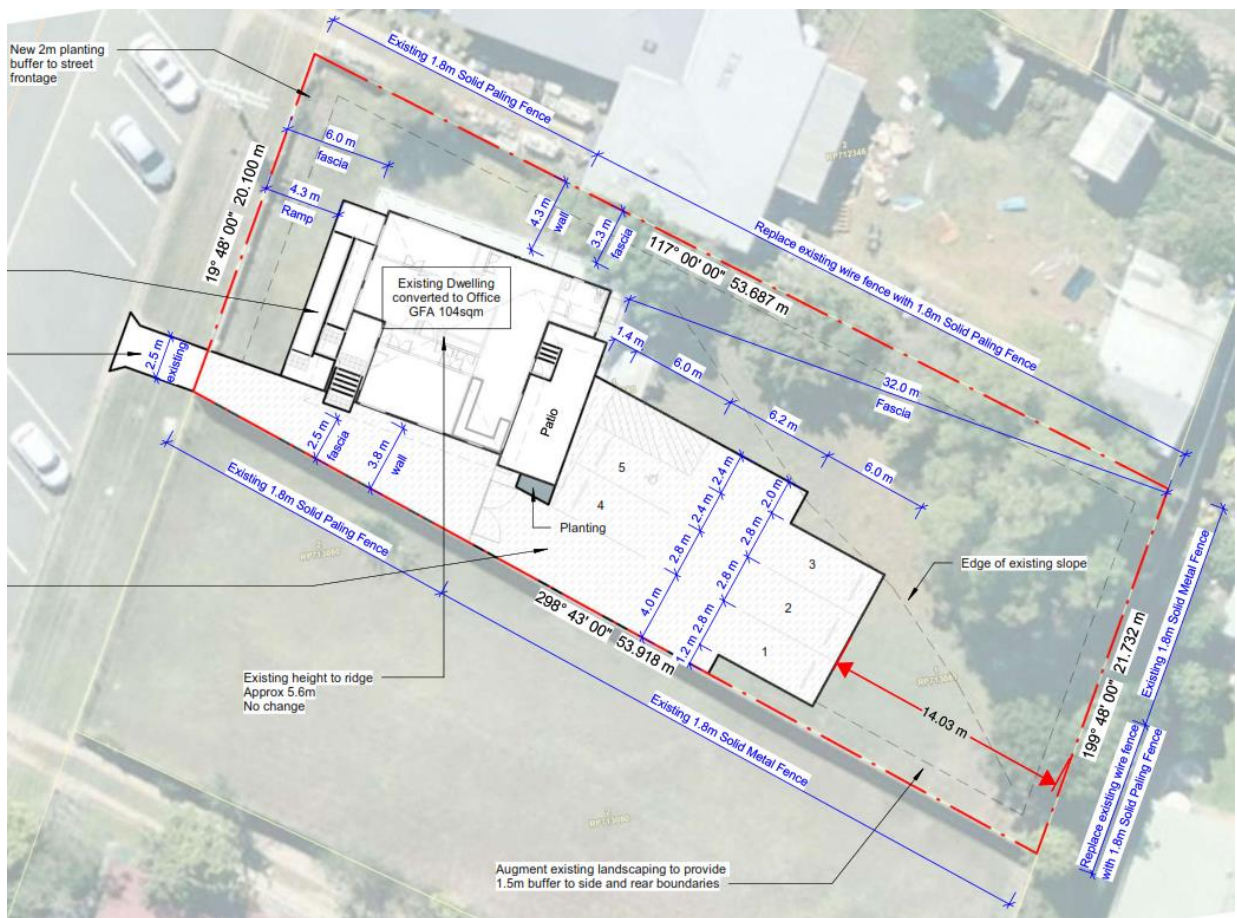 New 2m planting
buffer to street
frontage
Existing 1.8m Solid Paling Fence
6.0 m
fascia
4.3 m
Ramp
19° 48' 00" 20.100 m
4.3 m
wall
3.3 m
fascia
2
RP712346
Replace existing wire fence with 1.8m Solid Paling Fence
117° 00' 00" 53.687 m
Existing Dwelling
converted to Office
GFA 104sqm
2.5 m
existing
1.4 m
6.0 m
32.0 m
Fascia
6.2 m
6.0 m
2.5 m
fascia
3.8 m
wall
Patio
5
4
2.4 m
2.4 m
2.8 m
4.0 m
2.0 m
2.8 m
2.8 m
2.8 m
1.2 m
3
2
1
Planting
Existing 1.8m Solid Paling Fence
Edge of existing slope
298° 43' 00" 53.918 m
14.03 m
199° 48' 00" 21.732 m
Existing 1.8m Solid Metal Fence
Replace existing wire fence
with 1.8m Solid Paling Fence
Existing height to ridge
Approx 5.6m
No change
Existing 1.8m Solid Metal Fence
Augment existing landscaping to provide
1.5m buffer to side and rear boundaries